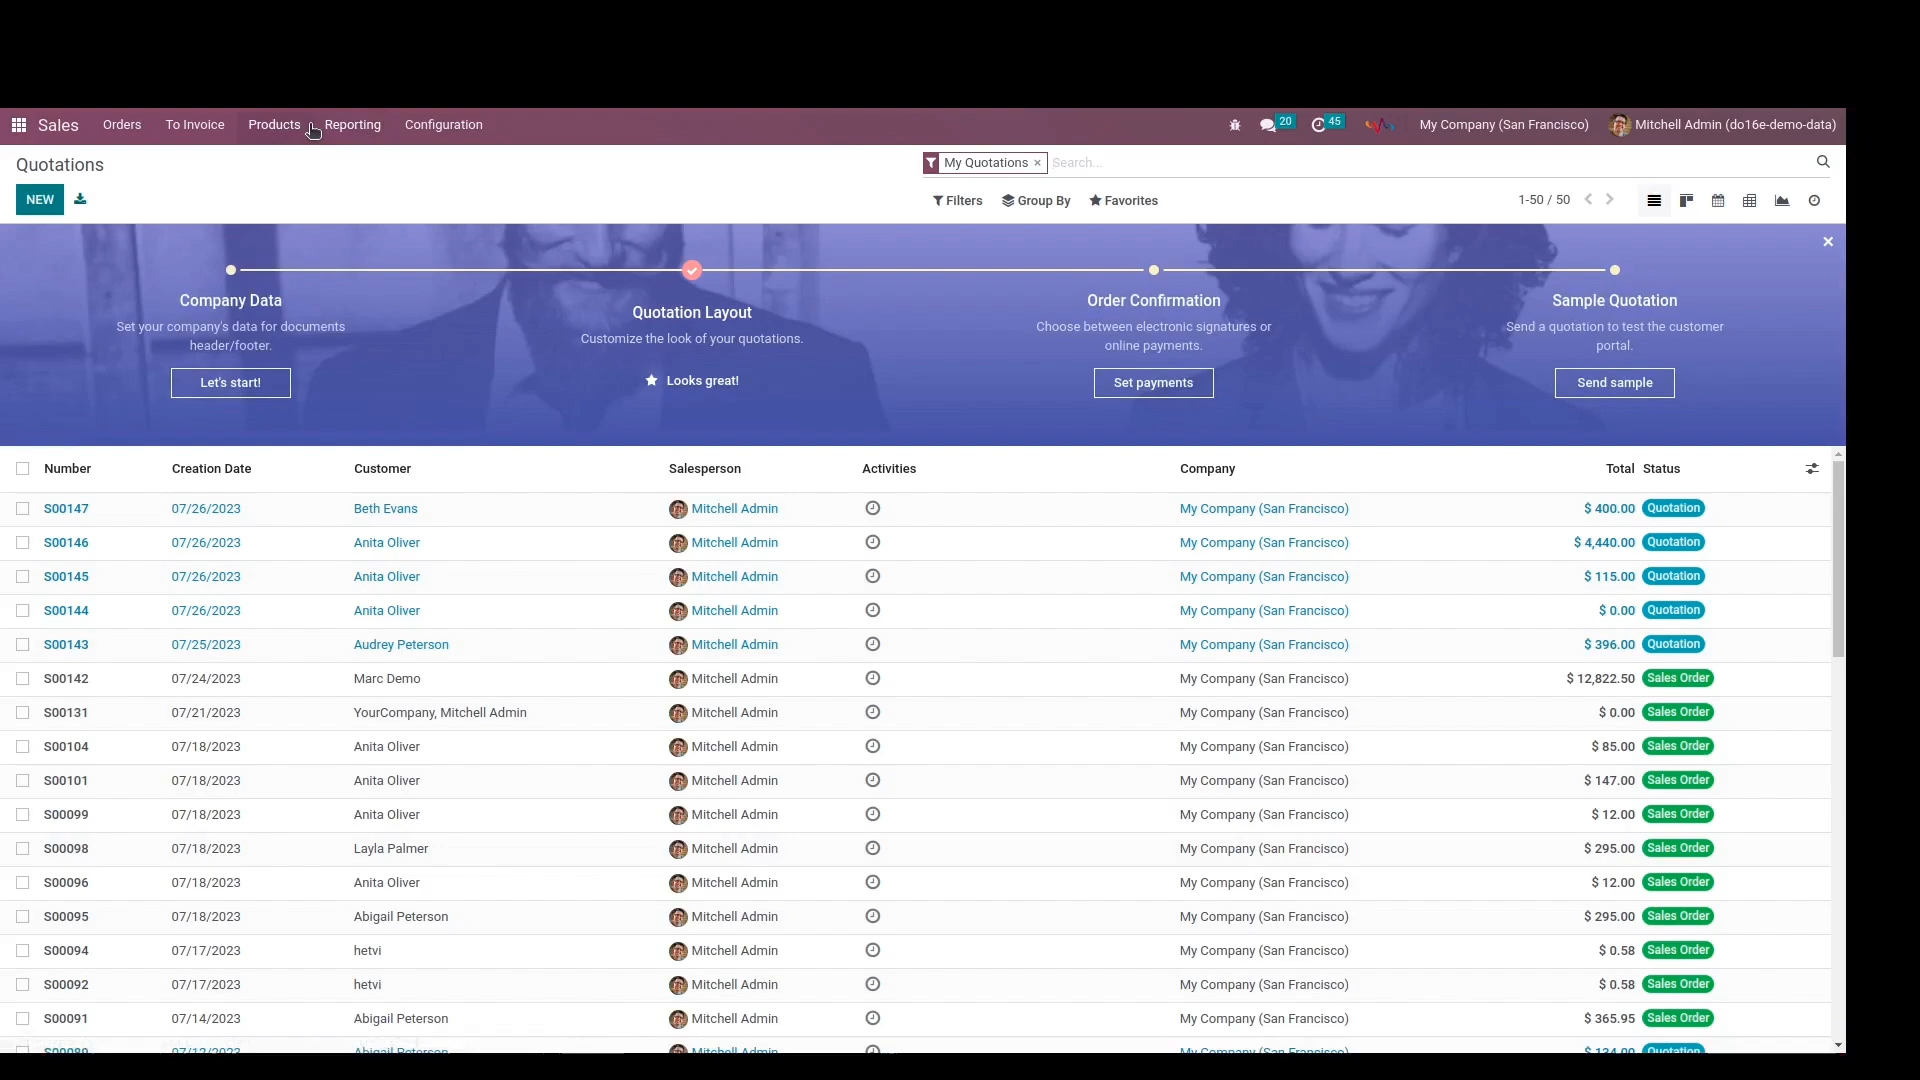 Sales Orders To Invoice Products Reporting Configuration 20 45 My Company (San Francisco) Mitchell Admin (do16e-demo-data)
Quotations My Quotations × Search...
NEW Filters Group By Favorites 1-50 / 50
Company Data
Set your company's data for documents
header/footer.
Let's start!
Quotation Layout
Customize the look of your quotations.
Looks great!
Order Confirmation
Choose between electronic signatures or
online payments.
Set payments
Sample Quotation
Send a quotation to test the customer
portal.
Send sample
Number Creation Date Customer Salesperson Activities Company Total Status
S00147 07/26/2023 Beth Evans Mitchell Admin My Company (San Francisco) $ 400.00 Quotation
S00146 07/26/2023 Anita Oliver Mitchell Admin My Company (San Francisco) $ 4,440.00 Quotation
S00145 07/26/2023 Anita Oliver Mitchell Admin My Company (San Francisco) $ 115.00 Quotation
S00144 07/26/2023 Anita Oliver Mitchell Admin My Company (San Francisco) $ 0.00 Quotation
S00143 07/25/2023 Audrey Peterson Mitchell Admin My Company (San Francisco) $ 396.00 Quotation
S00142 07/24/2023 Marc Demo Mitchell Admin My Company (San Francisco) $ 12,822.50 Sales Order
S00131 07/21/2023 YourCompany, Mitchell Admin Mitchell Admin My Company (San Francisco) $ 0.00 Sales Order
S00104 07/18/2023 Anita Oliver Mitchell Admin My Company (San Francisco) $ 85.00 Sales Order
S00101 07/18/2023 Anita Oliver Mitchell Admin My Company (San Francisco) $ 147.00 Sales Order
S00099 07/18/2023 Anita Oliver Mitchell Admin My Company (San Francisco) $ 12.00 Sales Order
S00098 07/18/2023 Layla Palmer Mitchell Admin My Company (San Francisco) $ 295.00 Sales Order
S00096 07/18/2023 Anita Oliver Mitchell Admin My Company (San Francisco) $ 12.00 Sales Order
S00095 07/18/2023 Abigail Peterson Mitchell Admin My Company (San Francisco) $ 295.00 Sales Order
S00094 07/17/2023 hetvi Mitchell Admin My Company (San Francisco) $ 0.58 Sales Order
S00092 07/17/2023 hetvi Mitchell Admin My Company (San Francisco) $ 0.58 Sales Order
S00091 07/14/2023 Abigail Peterson Mitchell Admin My Company (San Francisco) $ 365.95 Sales Order
Abigail Peterson Mitchell Admin My Company (San Francisco) Quotation